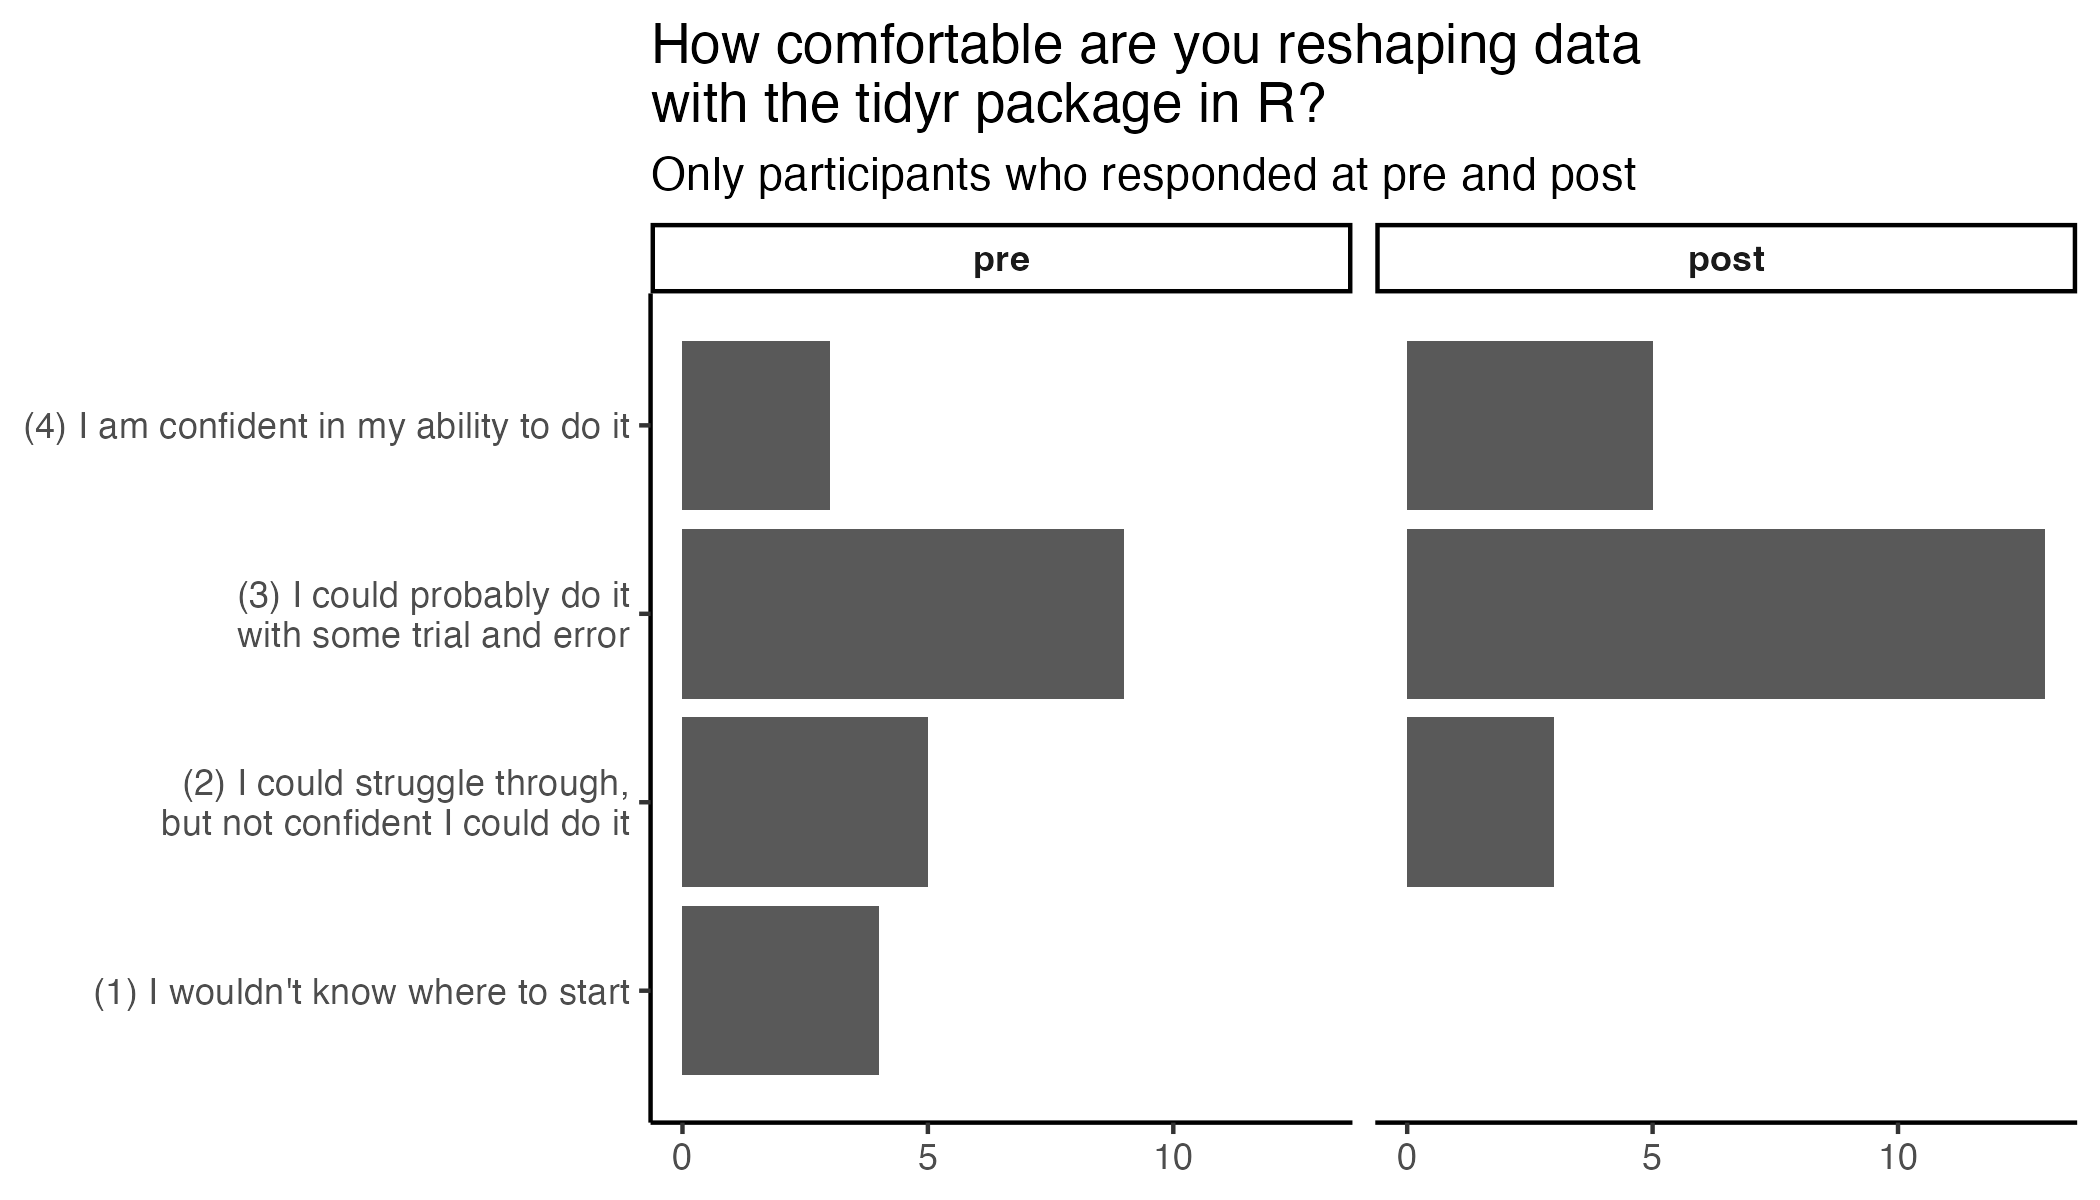 How comfortable are you reshaping data
with the tidyr package in R?
Only participants who responded at pre and post
pre
post
(4) I am confident in my ability to do it
(3) I could probably do it
with some trial and error
(2) I could struggle through,
but not confident I could do it
(1) I wouldn't know where to start
0 5 10
0 5 10